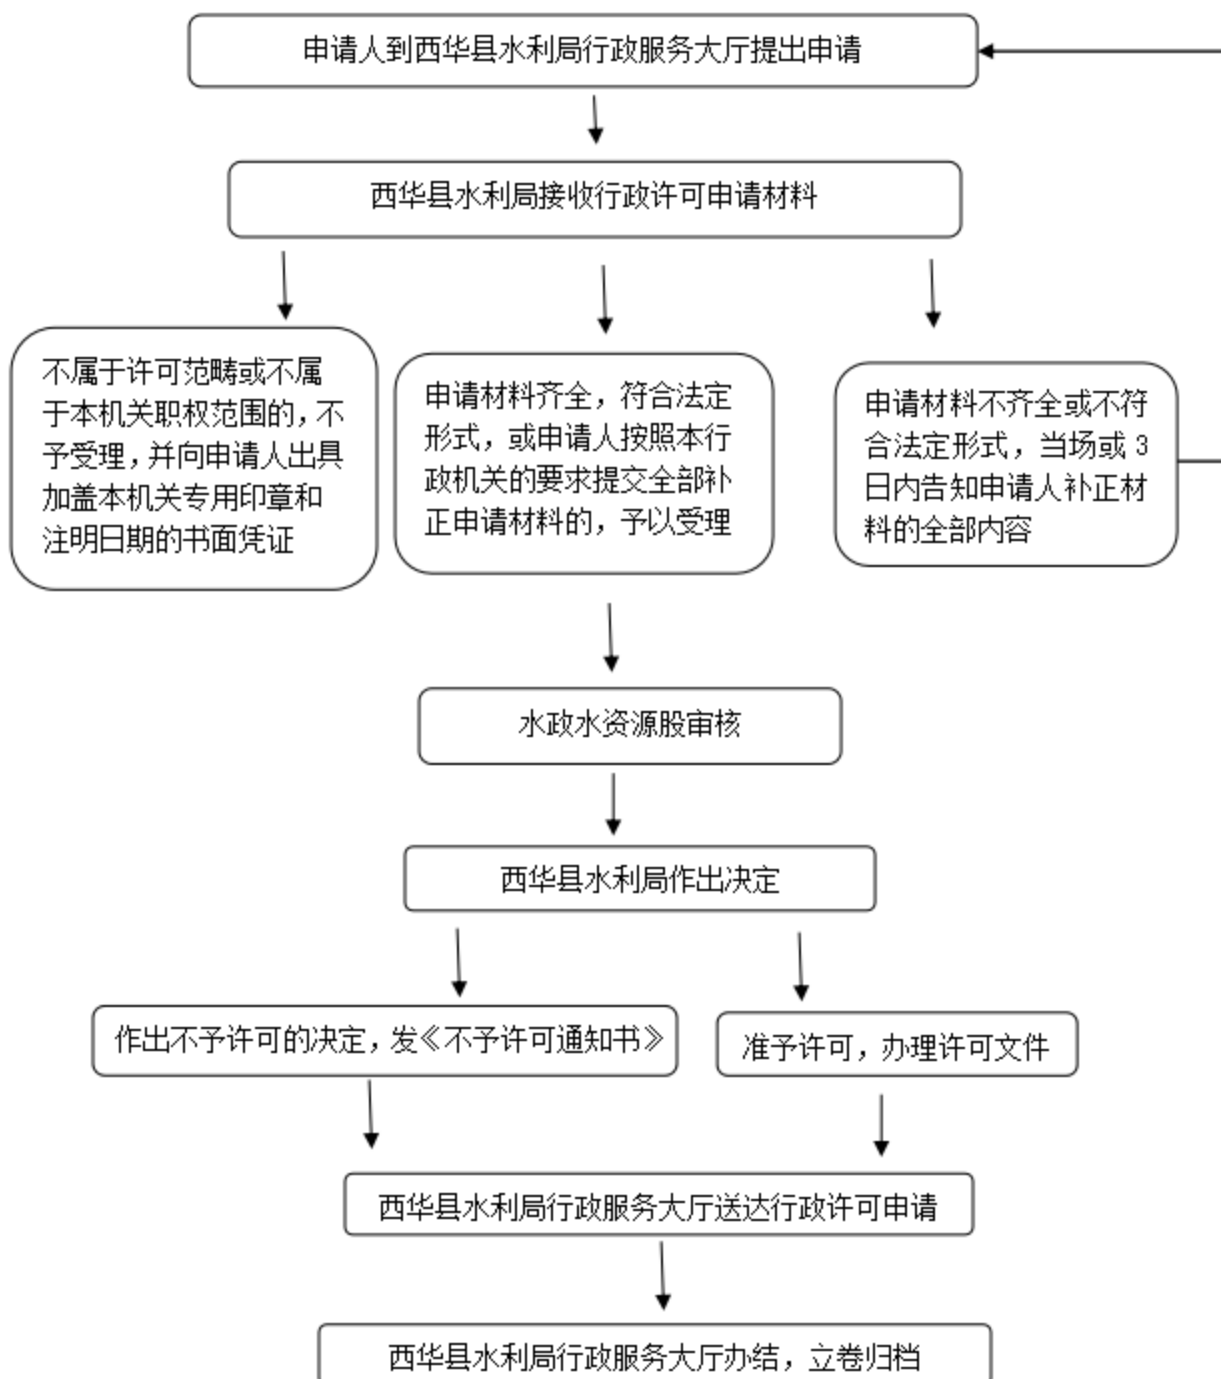 申请人到西华县水利局行政服务大厅提出申请
西华县水利局接收行政许可申请材料
不属于许可范畴或不属
于本机关职权范围的，不
予受理，并向申请人出具
加盖本机关专用印章和
注明日期的书面凭证
申请材料齐全，符合法定
形式，或申请人按照本行
政机关的要求提交全部补
正申请材料的，予以受理
申请材料不齐全或不符
合法定形式，当场或 3
日内告知申请人补正材
料的全部内容
水政水资源股审核
西华县水利局作出决定
作出不予许可的决定，发《不予许可通知书》
准予许可，办理许可文件
西华县水利局行政服务大厅送达行政许可申请
西华县水利局行政服务大厅办结，立卷归档